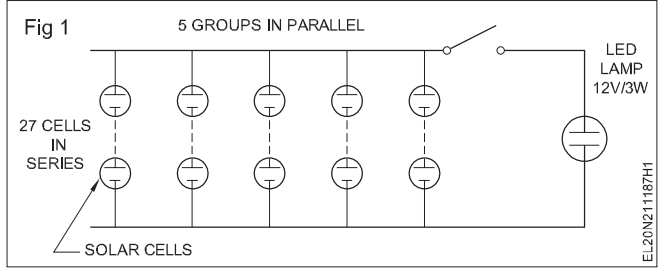 Fig 1
5 GROUPS IN PARALLEL
LED
LAMP
12V/3W
27 CELLS
IN
SERIES
SOLAR CELLS
EL20N211187H1